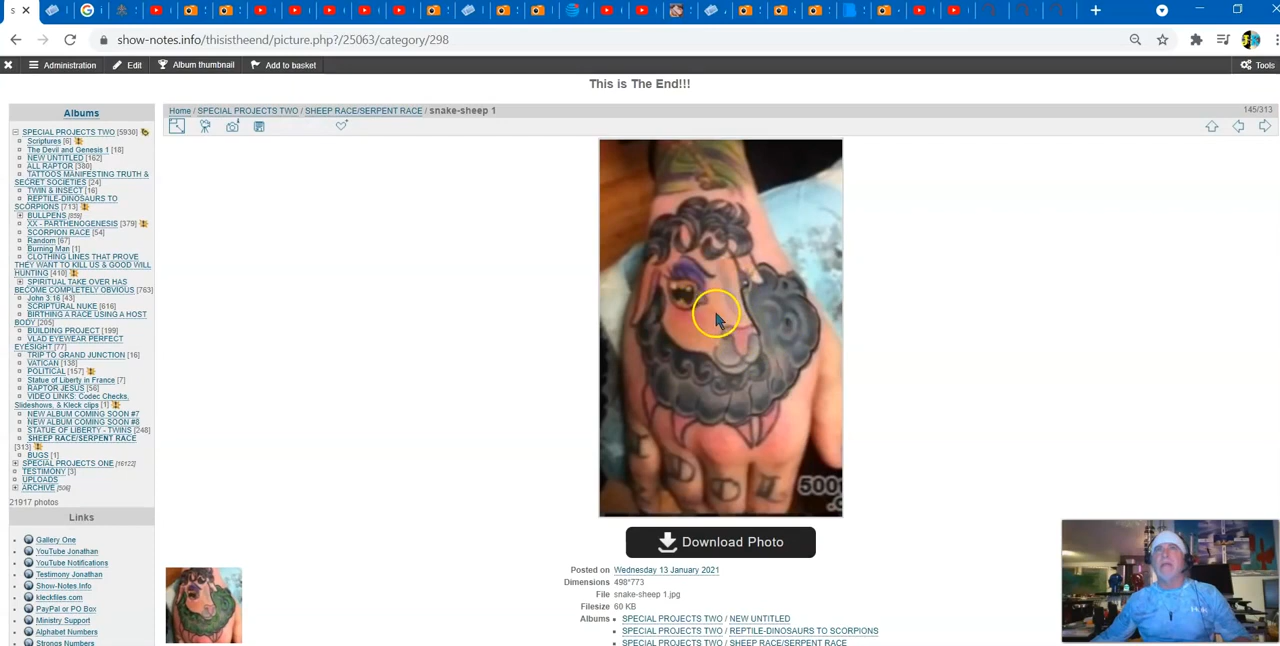 show-notes.info/thisistheend/picture.php?/25063/category/298
Administration Edit Album thumbnail Add to basket Tools
This is The End!!!
Albums
Home / SPECIAL PROJECTS TWO / SHEEP RACE/SERPENT RACE / snake-sheep 1
145/313
SPECIAL PROJECTS TWO [5930]
Scriptures [6]
The Devil and Genesis 1 [18]
NEW UNTITLED [162]
ALL RAPTOR [380]
TATTOOS MANIFESTING TRUTH &
SECRET SOCIETIES [24]
TWIN & INSECT [16]
REPTILE-DINOSAURS TO
SCORPIONS [713]
BULLPENS [859]
XX - PARTHENOGENESIS [379]
SCORPION RACE [54]
Random [67]
Burning Man [1]
CLOTHING LINES THAT PROVE
THEY WANT TO KILL US & GOOD WILL
HUNTING [410]
SPIRITUAL TAKE OVER HAS
BECOME COMPLETELY OBVIOUS [763]
John 3:16 [43]
SCRIPTURAL NUKE [616]
BIRTHING A RACE USING A HOST
BODY [205]
BUILDING PROJECT [199]
VLAD EYEWEAR PERFECT
EYESIGHT [77]
TRIP TO GRAND JUNCTION [16]
VATICAN [138]
POLITICAL [157]
Statue of Liberty in France [7]
RAPTOR JESUS [56]
VIDEO LINKS: Codec Checks,
Slideshows, & Kleck clips [1]
NEW ALBUM COMING SOON #7
NEW ALBUM COMING SOON #8
STATUE OF LIBERTY - TWINS [248]
SHEEP RACE/SERPENT RACE
[313]
BUGS [1]
SPECIAL PROJECTS ONE [16122]
TESTIMONY [3]
UPLOADS
ARCHIVE [506]
21917 photos
Links
Gallery One
YouTube Jonathan
YouTube Notifications
Testimony Jonathan
Show-Notes Info
kleckfiles.com
PayPal or PO Box
Ministry Support
Alphabet Numbers
Strongs Numbers
500
Download Photo
Posted on Wednesday 13 January 2021
Dimensions 498*773
File snake-sheep 1.jpg
Filesize 60 KB
Albums SPECIAL PROJECTS TWO / NEW UNTITLED
SPECIAL PROJECTS TWO / REPTILE-DINOSAURS TO SCORPIONS
SPECIAL PROJECTS TWO / SHEEP RACE/SERPENT RACE